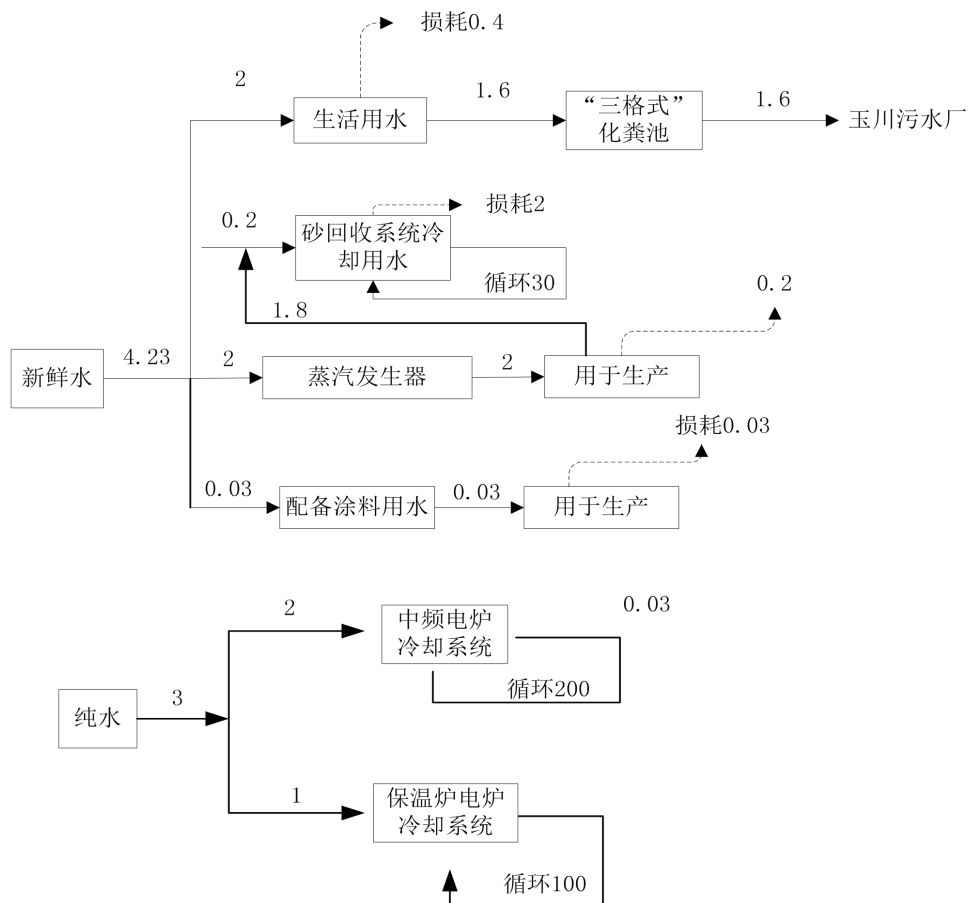 损耗0.4
2
1.6
1.6
生活用水
“三格式”
化粪池
玉川污水厂
损耗2
0.2
砂回收系统冷
却用水
循环30
0.2
1.8
4.23
新鲜水
2
蒸汽发生器
2
用于生产
损耗0.03
0.03
配备涂料用水
0.03
用于生产
2
中频电炉
冷却系统
0.03
循环200
3
纯水
1
保温炉电炉
冷却系统
循环100